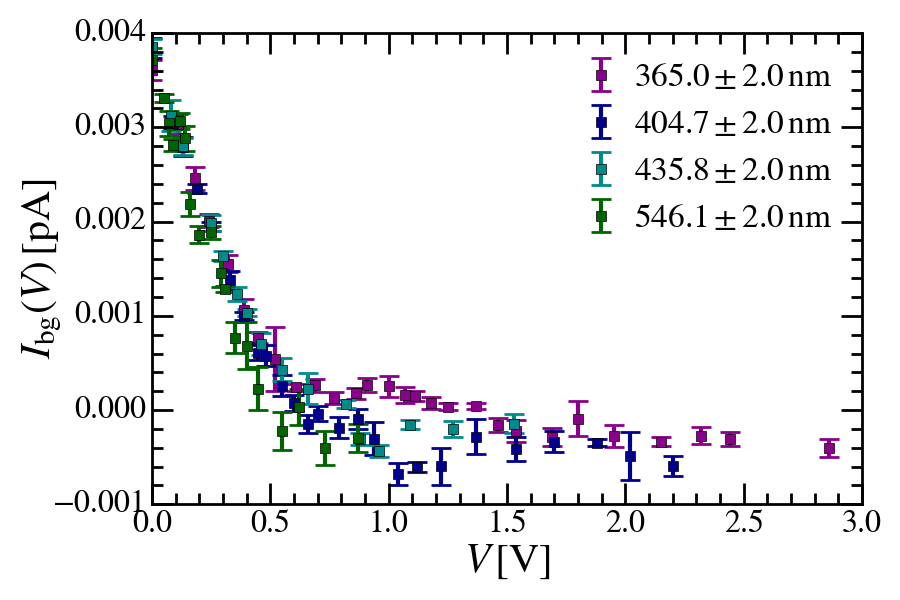 0.004
0.003
0.002
0.001
0.000
−0.001
I_bg(V) [pA]
365.0 ± 2.0 nm
404.7 ± 2.0 nm
435.8 ± 2.0 nm
546.1 ± 2.0 nm
0.0 0.5 1.0 1.5 2.0 2.5 3.0
V [V]